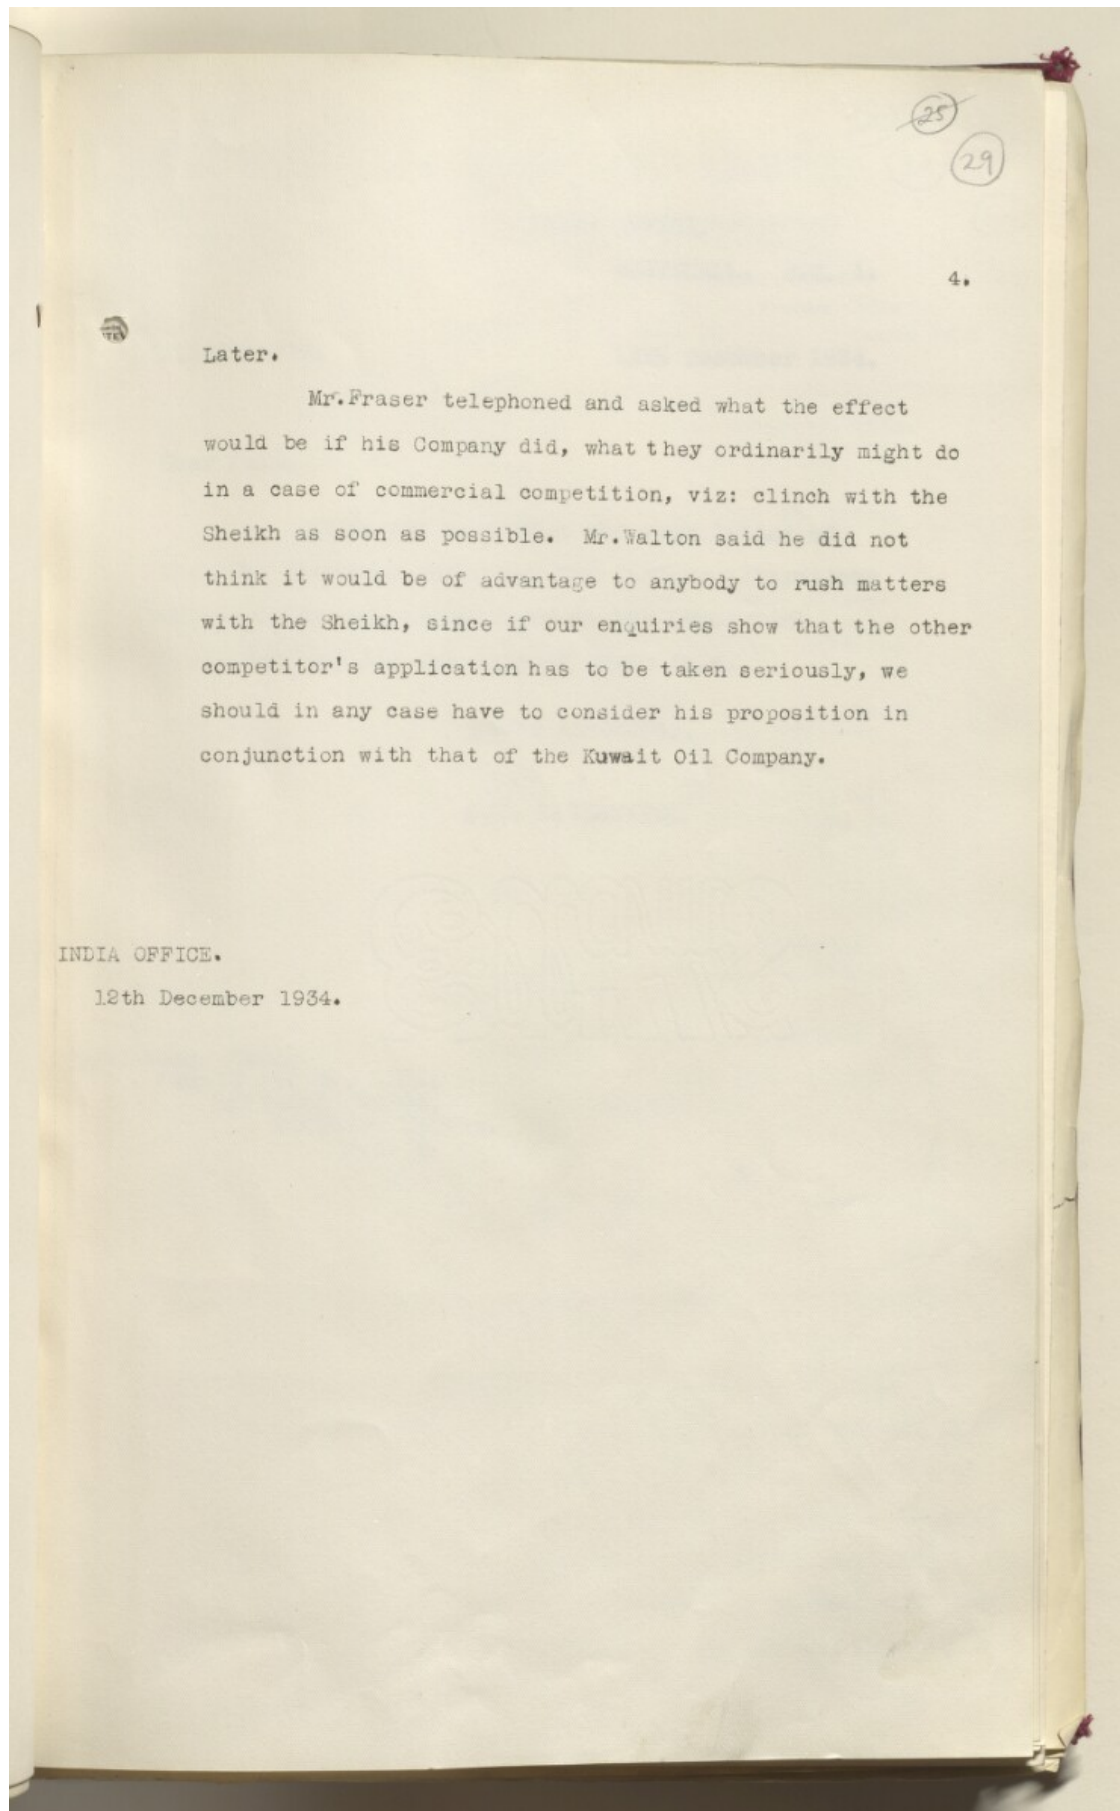 25
29
4.
Later.
Mr.Fraser telephoned and asked what the effect
would be if his Company did, what they ordinarily might do
in a case of commercial competition, viz: clinch with the
Sheikh as soon as possible. Mr.Walton said he did not
think it would be of advantage to anybody to rush matters
with the Sheikh, since if our enquiries show that the other
competitor's application has to be taken seriously, we
should in any case have to consider his proposition in
conjunction with that of the Kuwait Oil Company.
INDIA OFFICE.
12th December 1934.